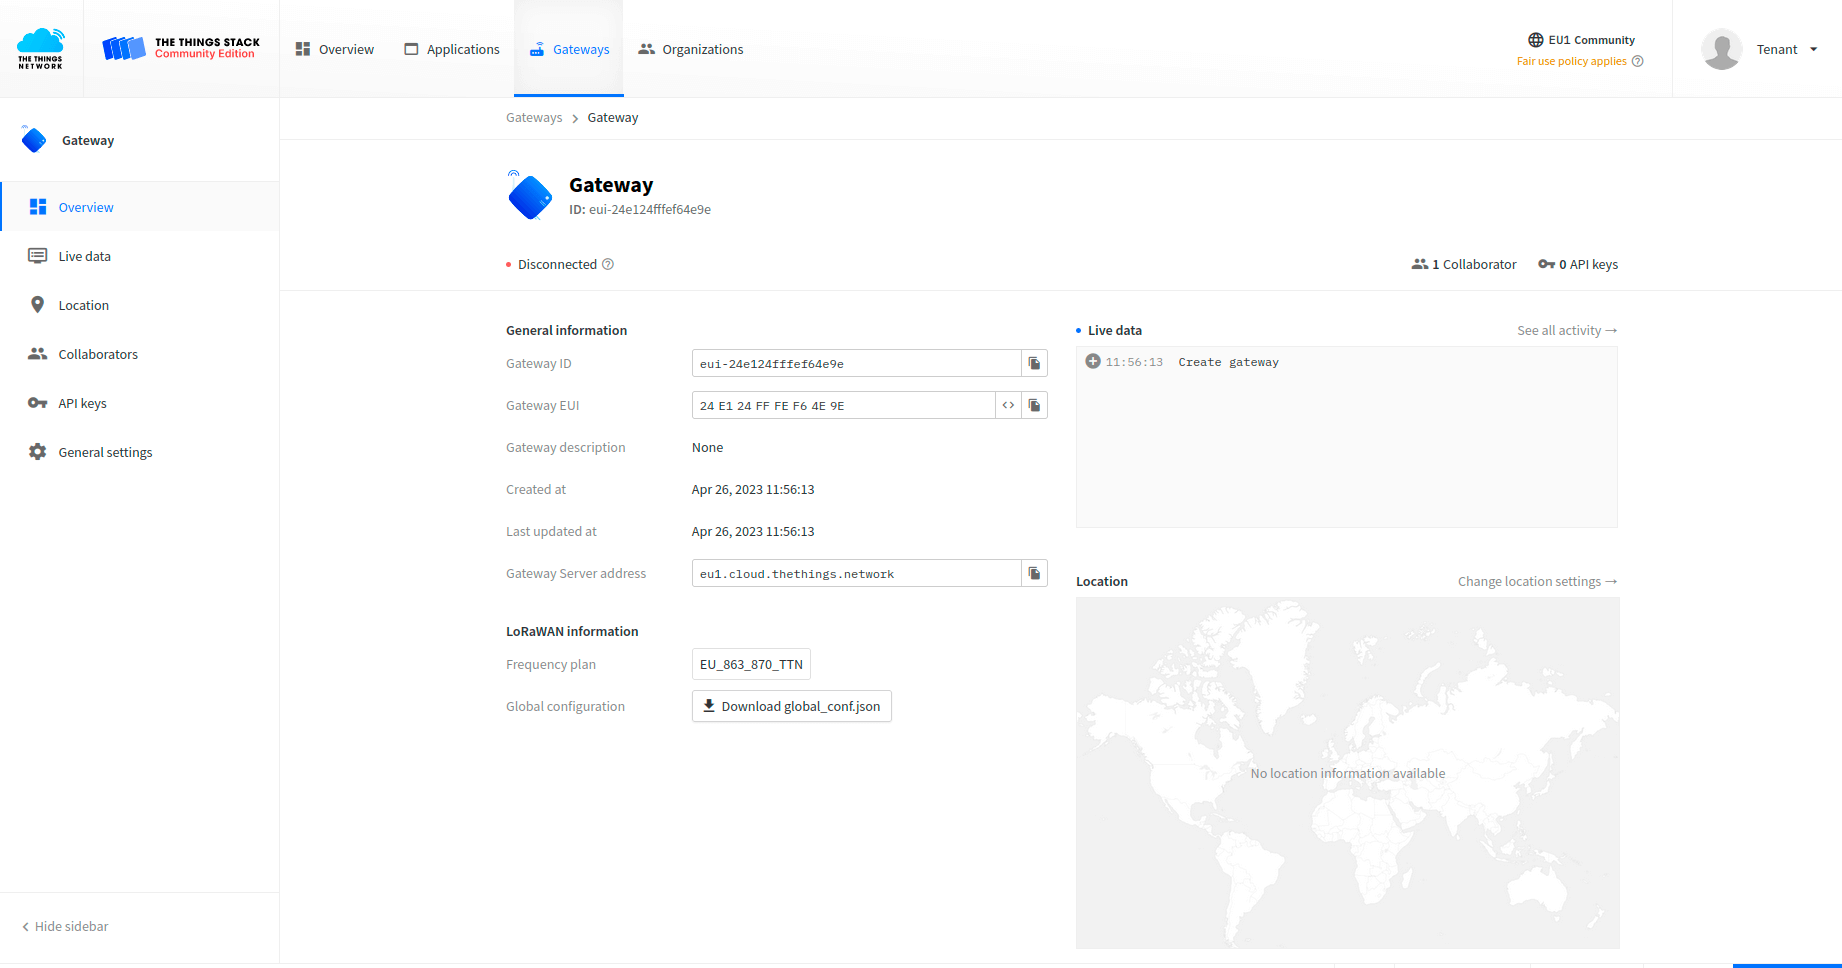 THE THINGS
NETWORK
THE THINGS STACK
Community Edition
Overview
Applications
Gateways
Organizations
EU1 Community
Fair use policy applies
Tenant
Gateway
Overview
Live data
Location
Collaborators
API keys
General settings
Hide sidebar
Gateways > Gateway
Gateway
ID: eui-24e124fffef64e9e
Disconnected
1 Collaborator
0 API keys
General information
Gateway ID
eui-24e124fffef64e9e
Gateway EUI
24 E1 24 FF FE F6 4E 9E
<>
Gateway description
None
Created at
Apr 26, 2023 11:56:13
Last updated at
Apr 26, 2023 11:56:13
Gateway Server address
eu1.cloud.thethings.network
LoRaWAN information
Frequency plan
EU_863_870_TTN
Global configuration
Download global_conf.json
Live data
See all activity →
11:56:13 Create gateway
Location
Change location settings →
No location information available